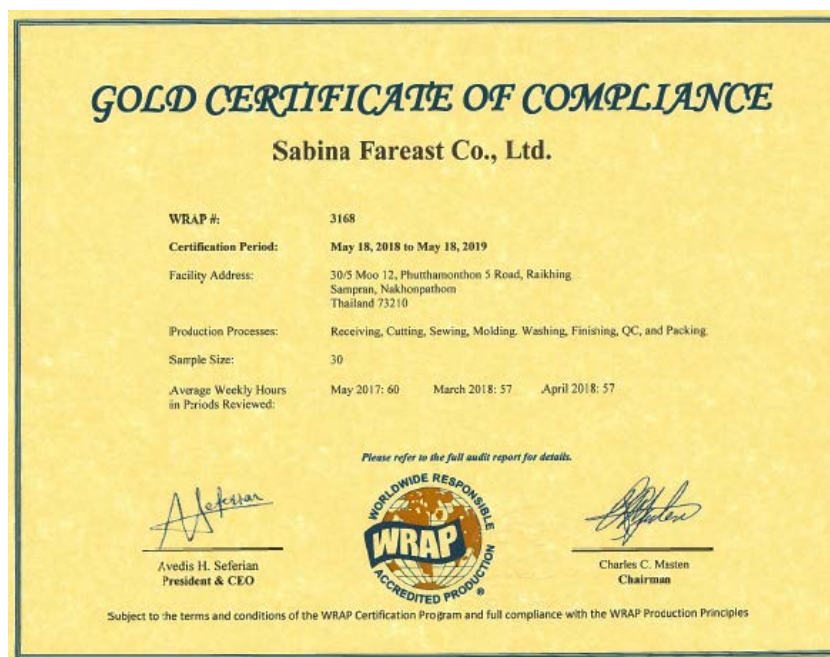 GOLD CERTIFICATE OF COMPLIANCE
Sabina Fareast Co., Ltd.
WRAP #: 3168
Certification Period: May 18, 2018 to May 18, 2019
Facility Address: 30/5 Moo 12, Phutthamonthon 5 Road, Raikhing
Sampran, Nakhonpathom
Thailand 73210
Production Processes: Receiving, Cutting, Sewing, Molding. Washing, Finishing, QC, and Packing
Sample Size: 30
Average Weekly Hours May 2017: 60 March 2018: 57 April 2018: 57
in Periods Reviewed:
Please refer to the full audit report for details.
WORLDWIDE RESPONSIBLE
WRAP
ACCREDITED PRODUCTION ®
Avedis H. Seferian
President & CEO
Charles C. Masten
Chairman
Subject to the terms and conditions of the WRAP Certification Program and full compliance with the WRAP Production Principles